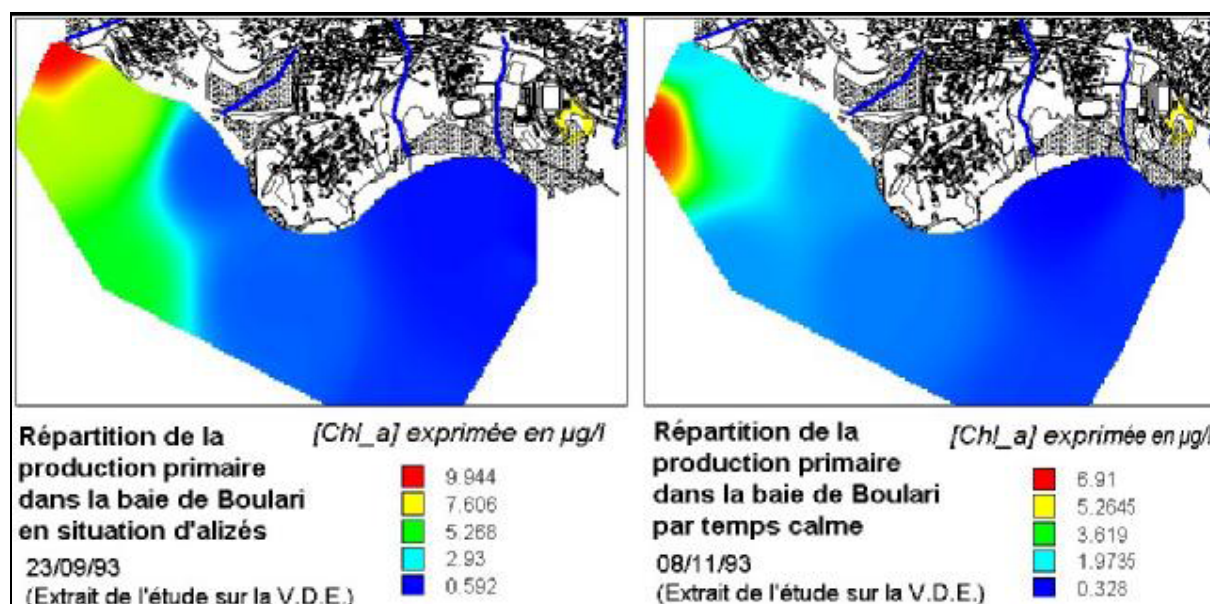 Répartition de la
production primaire
dans la baie de Boulari
en situation d'alizés
23/09/93
(Extrait de l'étude sur la V.D.E.)
[Chl_a] exprimée en µg/l
9.944
7.606
5.268
2.93
0.592
Répartition de la
production primaire
dans la baie de Boulari
par temps calme
08/11/93
(Extrait de l'étude sur la V.D.E.)
[Chl_a] exprimée en µg/l
6.91
5.2645
3.619
1.9735
0.328